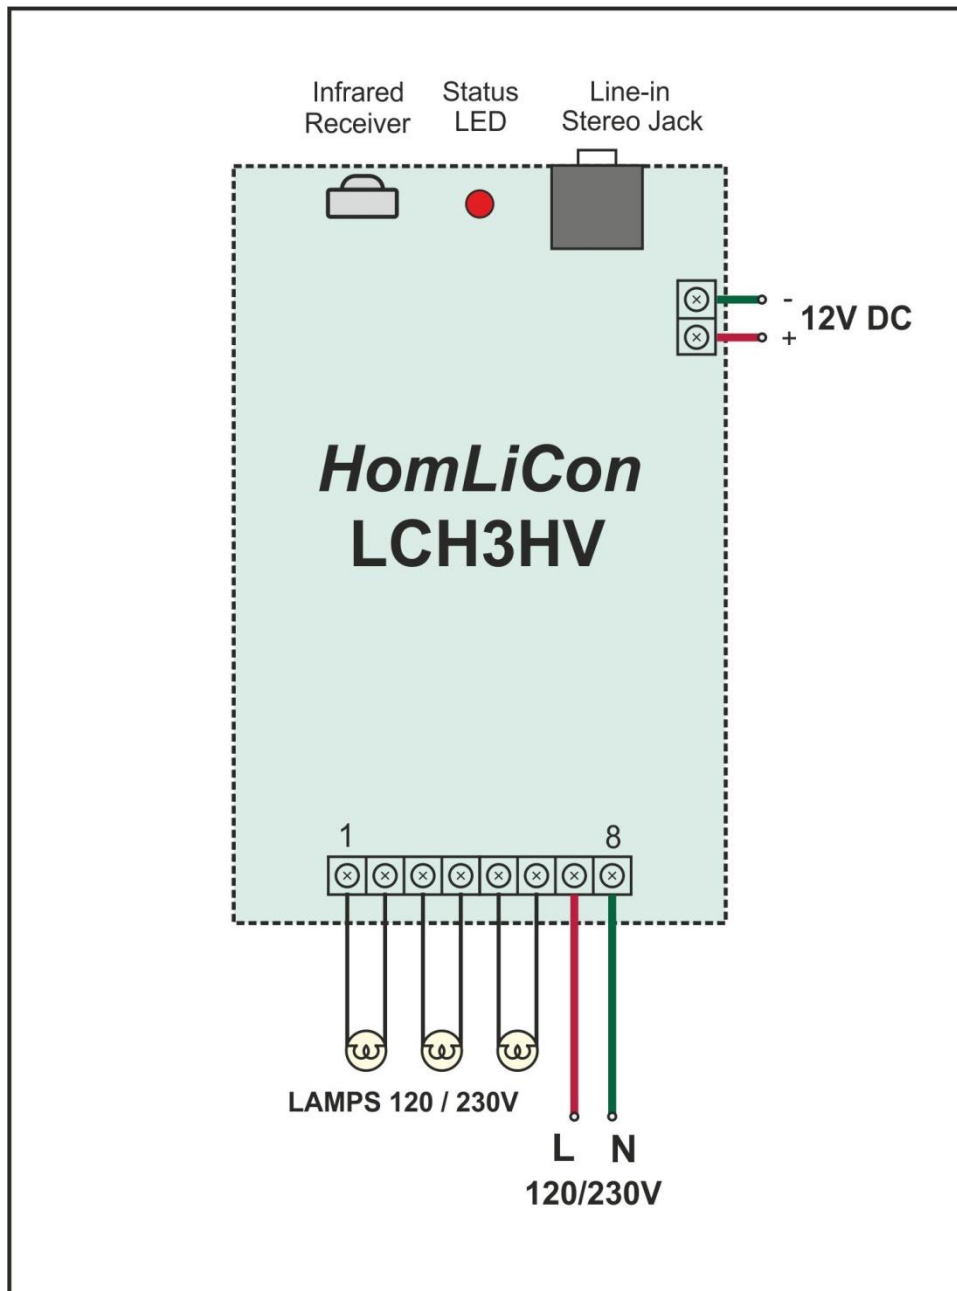 Infrared
Receiver
Status
LED
Line-in
Stereo Jack
-
+
12V DC
HomLiCon
LCH3HV
1
8
LAMPS 120 / 230V
L N
120/230V